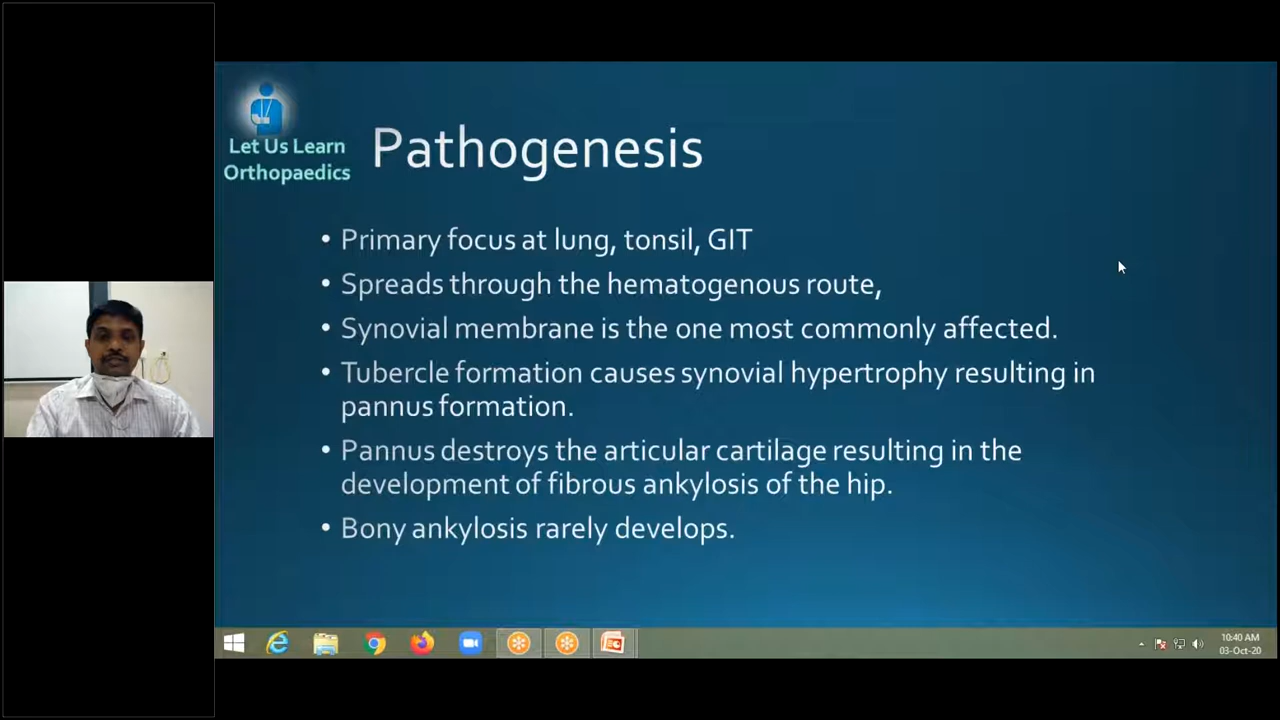 Let Us Learn
Orthopaedics
Pathogenesis
• Primary focus at lung, tonsil, GIT
• Spreads through the hematogenous route,
• Synovial membrane is the one most commonly affected.
• Tubercle formation causes synovial hypertrophy resulting in
pannus formation.
• Pannus destroys the articular cartilage resulting in the
development of fibrous ankylosis of the hip.
• Bony ankylosis rarely develops.
10:40 AM
03-Oct-20